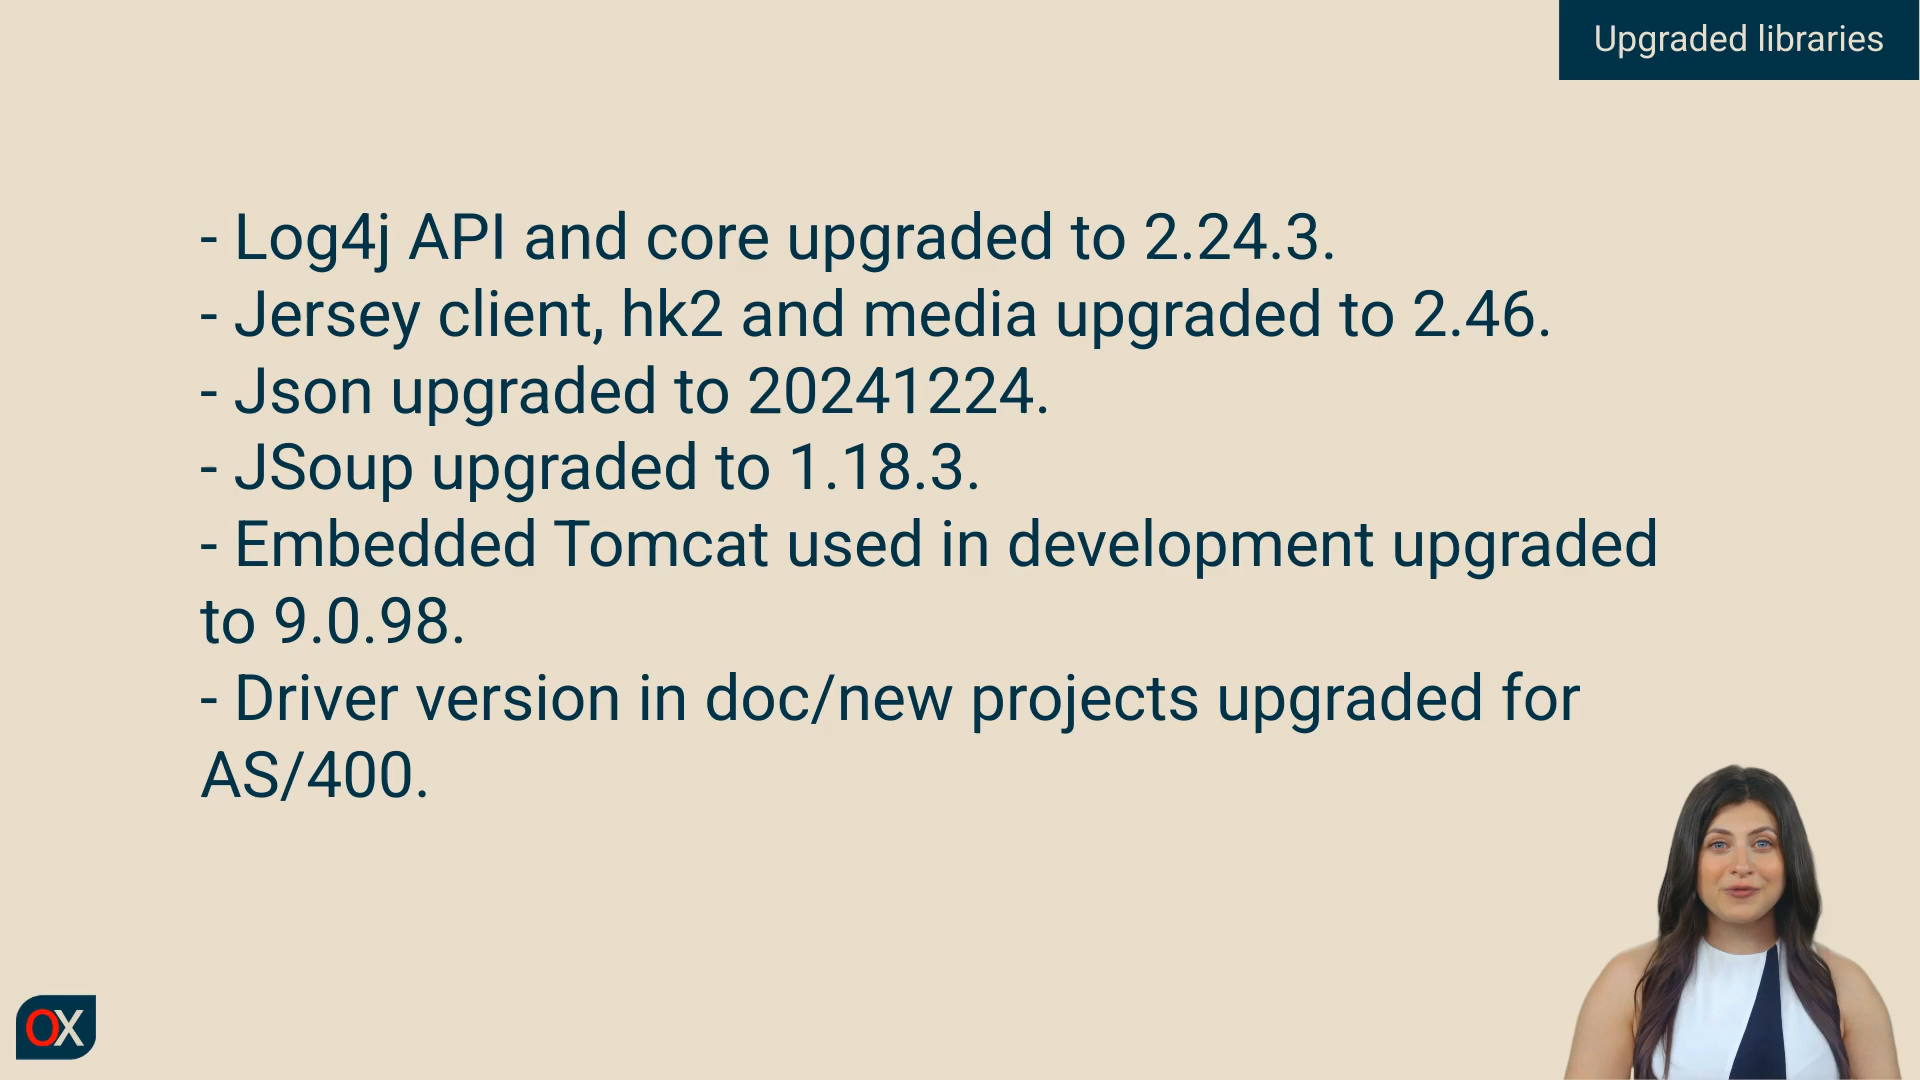 Upgraded libraries
- Log4j API and core upgraded to 2.24.3.
- Jersey client, hk2 and media upgraded to 2.46.
- Json upgraded to 20241224.
- JSoup upgraded to 1.18.3.
- Embedded Tomcat used in development upgraded
to 9.0.98.
- Driver version in doc/new projects upgraded for
AS/400.
OX